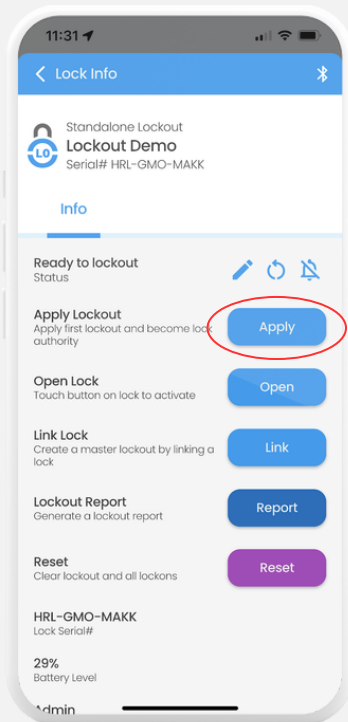 11:31
Lock Info
Standalone Lockout
LO
Lockout Demo
Serial# HRL-GMO-MAKK
Info
Ready to lockout
Status
Apply Lockout
Apply first lockout and become lock
authority
Apply
Open Lock
Touch button on lock to activate
Open
Link Lock
Create a master lockout by linking a
lock
Link
Lockout Report
Generate a lockout report
Report
Reset
Clear lockout and all lockons
Reset
HRL-GMO-MAKK
Lock Serial#
29%
Battery Level
Admin